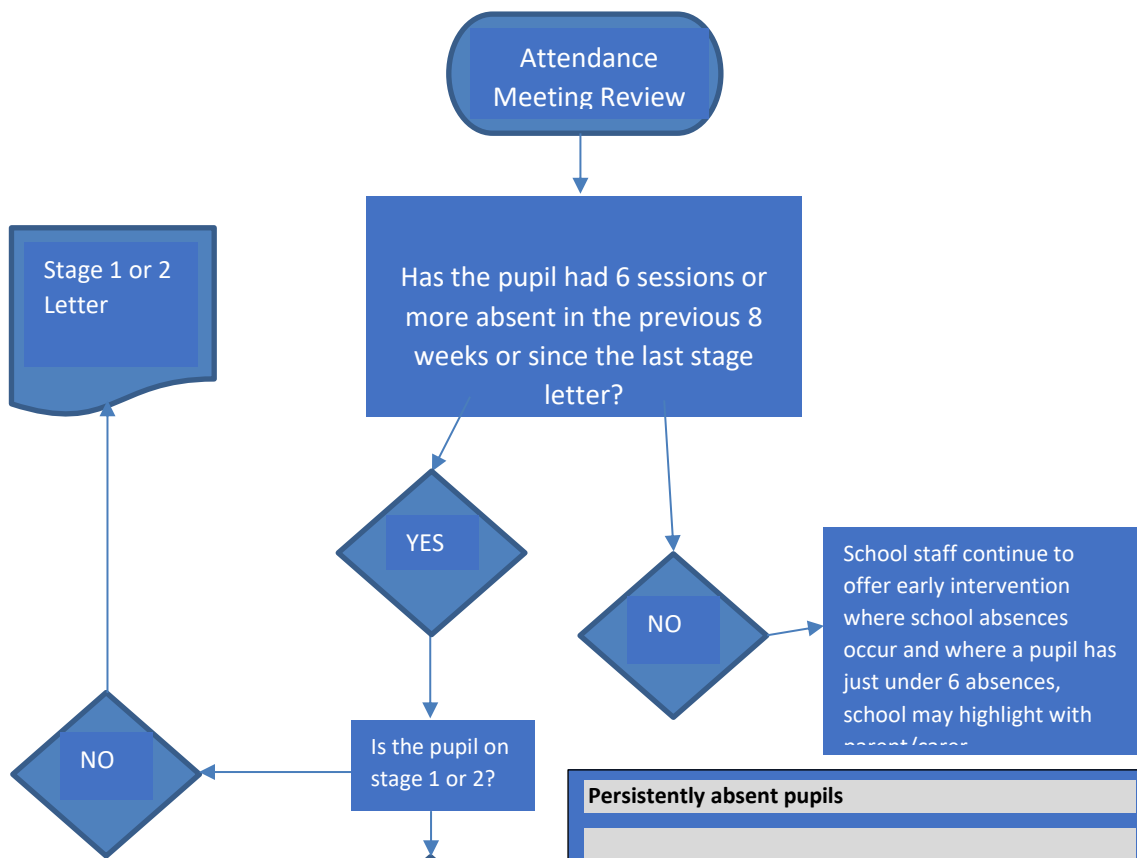 Attendance
Meeting Review
Has the pupil had 6 sessions or
more absent in the previous 8
weeks or since the last stage
letter?
Stage 1 or 2
Letter
YES
NO
School staff continue to
offer early intervention
where school absences
occur and where a pupil has
just under 6 absences,
school may highlight with
parent/carer
Is the pupil on
stage 1 or 2?
NO
Persistently absent pupils